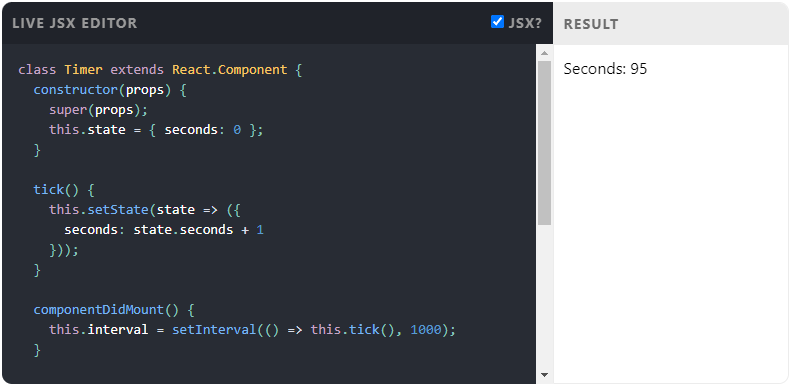 LIVE JSX EDITOR
JSX?
RESULT
class Timer extends React.Component {
  constructor(props) {
    super(props);
    this.state = { seconds: 0 };
  }

  tick() {
    this.setState(state => ({
      seconds: state.seconds + 1
    }));
  }

  componentDidMount() {
    this.interval = setInterval(() => this.tick(), 1000);
  }
Seconds: 95